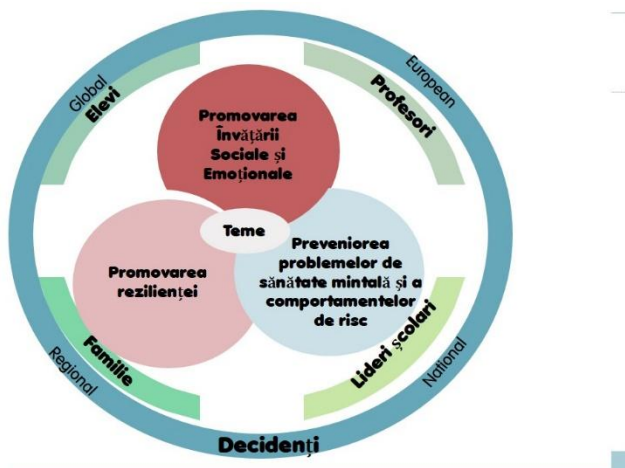 Global
European
Elevi
Profesori
Promovarea
Învățării
Sociale și
Emoționale
Teme
Promovarea
rezilienței
Preveniorea
problemelor de
sănătate mintală și a
comportamentelor
de risc
Familie
Lideri școlari
Regional
National
Decidenți